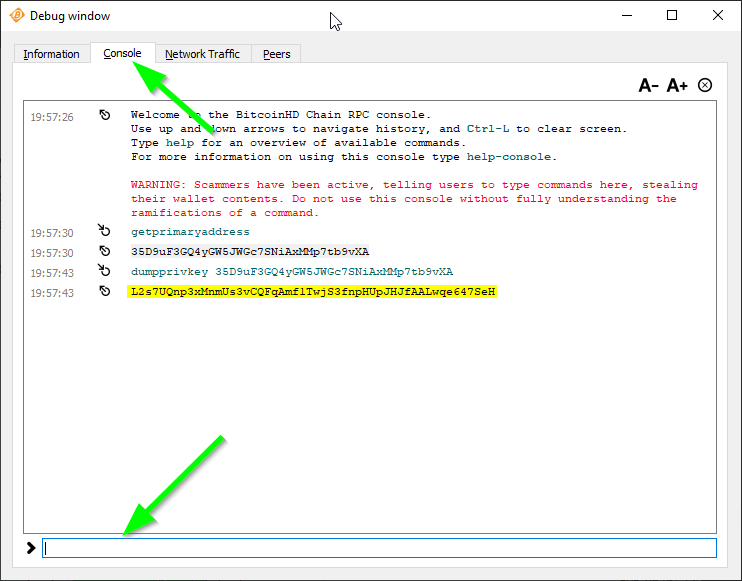 Debug window
Information Console Network Traffic Peers
A- A+
19:57:26 Welcome to the BitcoinHD Chain RPC console.
Use up and down arrows to navigate history, and Ctrl-L to clear screen.
Type help for an overview of available commands.
For more information on using this console type help-console.
WARNING: Scammers have been active, telling users to type commands here, stealing
their wallet contents. Do not use this console without fully understanding the
ramifications of a command.
19:57:30 getprimaryaddress
19:57:30 35D9uF3GQ4yGW5JWGc7SNiAxMMp7tb9vXA
19:57:43 dumpprivkey 35D9uF3GQ4yGW5JWGc7SNiAxMMp7tb9vXA
19:57:43 L2s7UQnp3xMnmUs3vCQFqAmflTwjS3fnpHUpJHJfAALwqe647SeH